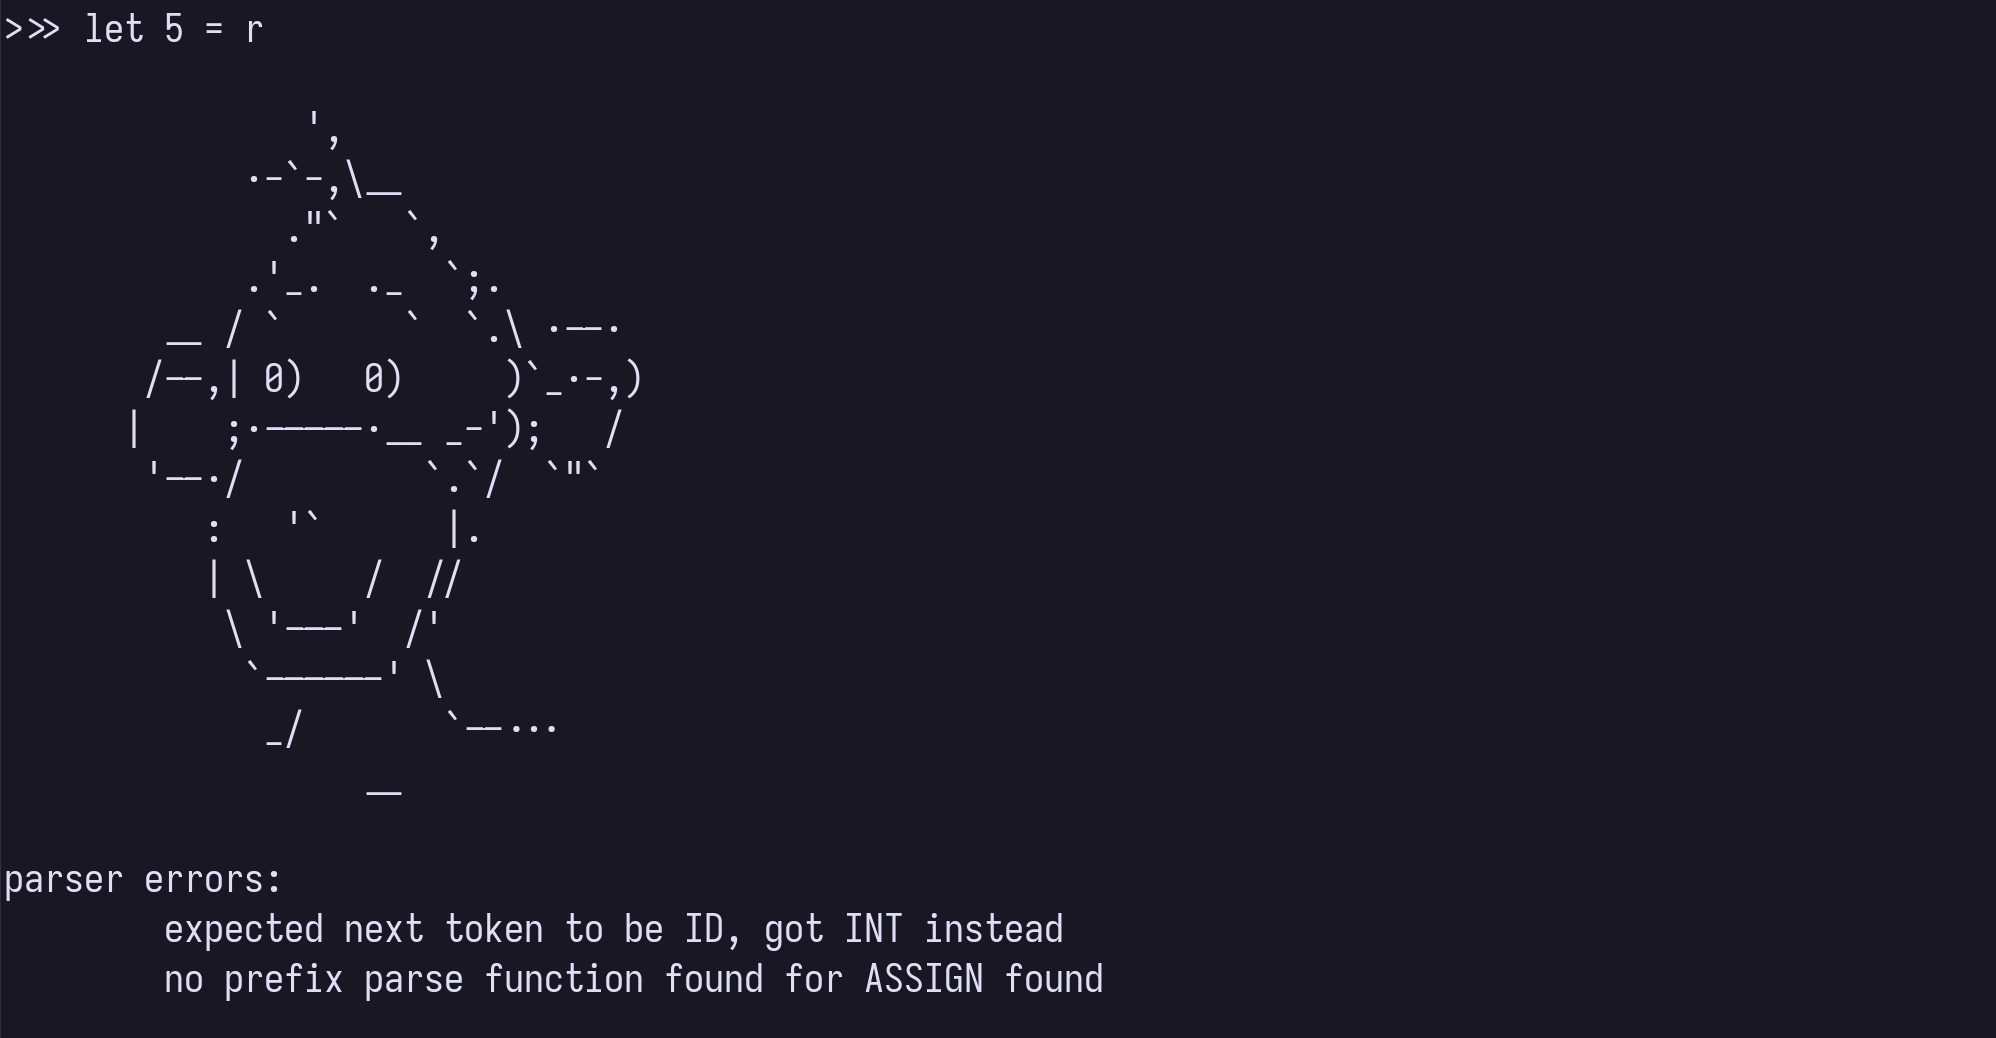 >>> let 5 = r
            ',
         .-`-,\__
           ."`   `,
         .'_.  ._  `;.
     __ / `      `  `.\ .--.
    /--,| 0)   0)     )`_.-,)
   |    ;.-----.__ _-');   /
    '--./         `.`/  `"`
       :   '`      |.
       | \     /  //
        \ '---'  /'
         `------' \
          _/       `--...
               __
parser errors:
        expected next token to be ID, got INT instead
        no prefix parse function found for ASSIGN found